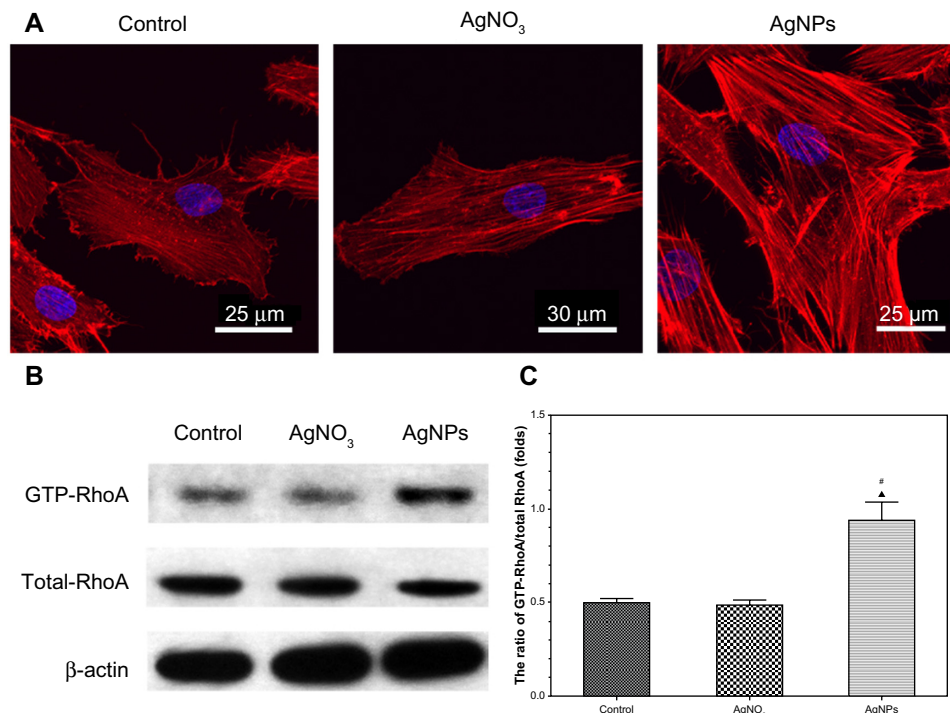 A
Control
AgNO₃
AgNPs
25 µm
30 µm
25 µm
B
Control
AgNO₃
AgNPs
GTP-RhoA
Total-RhoA
β-actin
C
The ratio of GTP-RhoA/total RhoA (folds)
1.5
1.0
0.5
0.0
#
▲
Control
AgNO₃
AgNPs